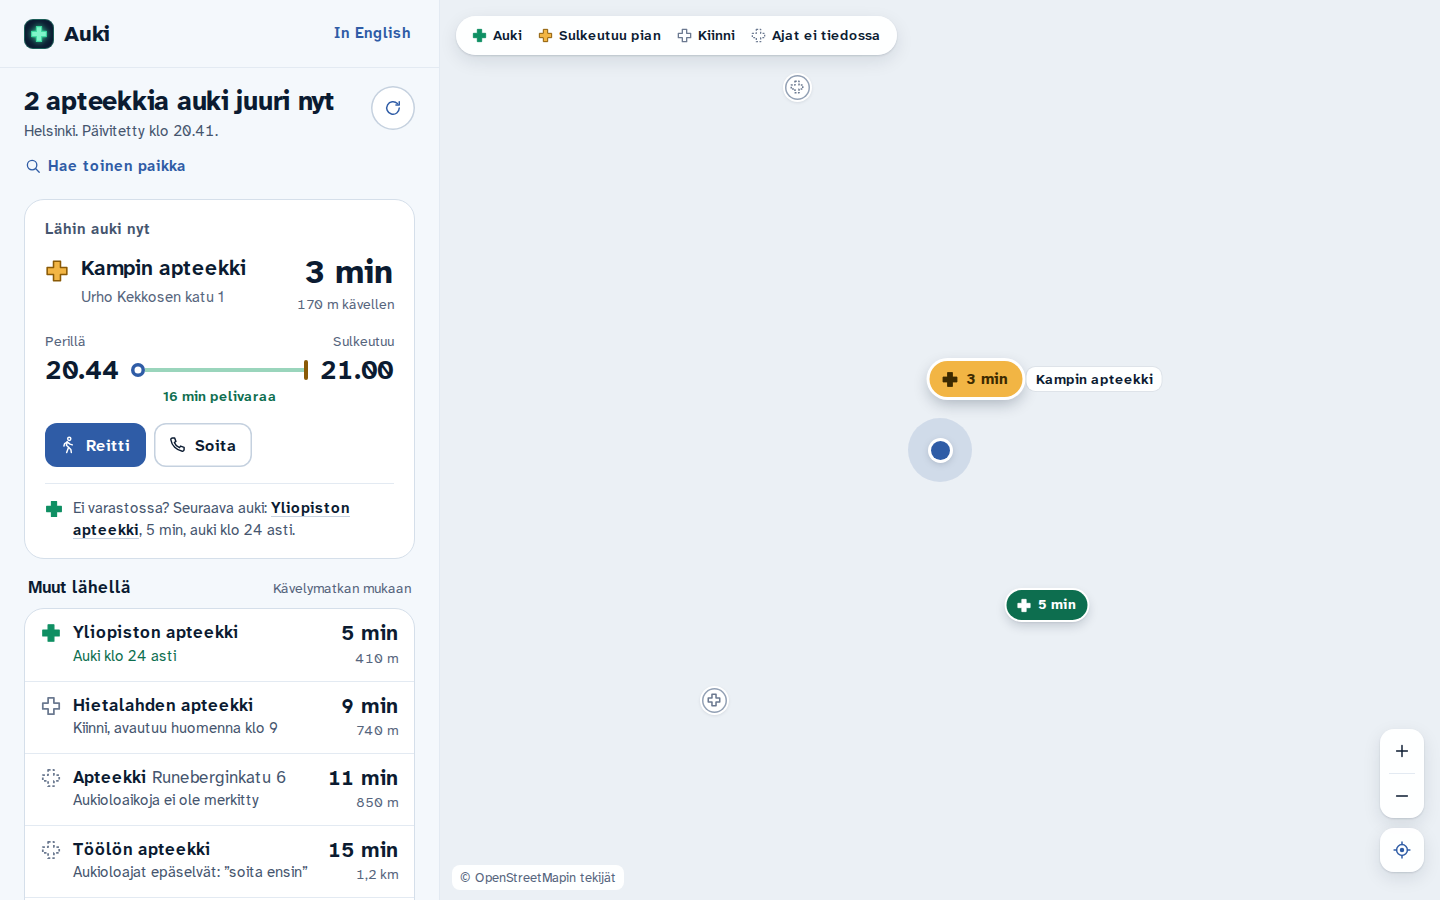 Auki
In English
2 apteekkia auki juuri nyt
Helsinki. Päivitetty klo 20.41.
Hae toinen paikka
Lähin auki nyt
Kampin apteekki
3 min
Urho Kekkosen katu 1
170 m kävellen
Perillä
Sulkeutuu
20.44
21.00
16 min pelivaraa
Reitti
Soita
Ei varastossa? Seuraava auki: Yliopiston
apteekki, 5 min, auki klo 24 asti.
Muut lähellä
Kävelymatkan mukaan
Yliopiston apteekki
5 min
Auki klo 24 asti
410 m
Hietalahden apteekki
9 min
Kiinni, avautuu huomenna klo 9
740 m
Apteekki Runeberginkatu 6
11 min
Aukioloaikoja ei ole merkitty
850 m
Töölön apteekki
15 min
Aukioloajat epäselvät: ”soita ensin”
1,2 km
Auki
Sulkeutuu pian
Kiinni
Ajat ei tiedossa
3 min
Kampin apteekki
5 min
+
−
© OpenStreetMapin tekijät